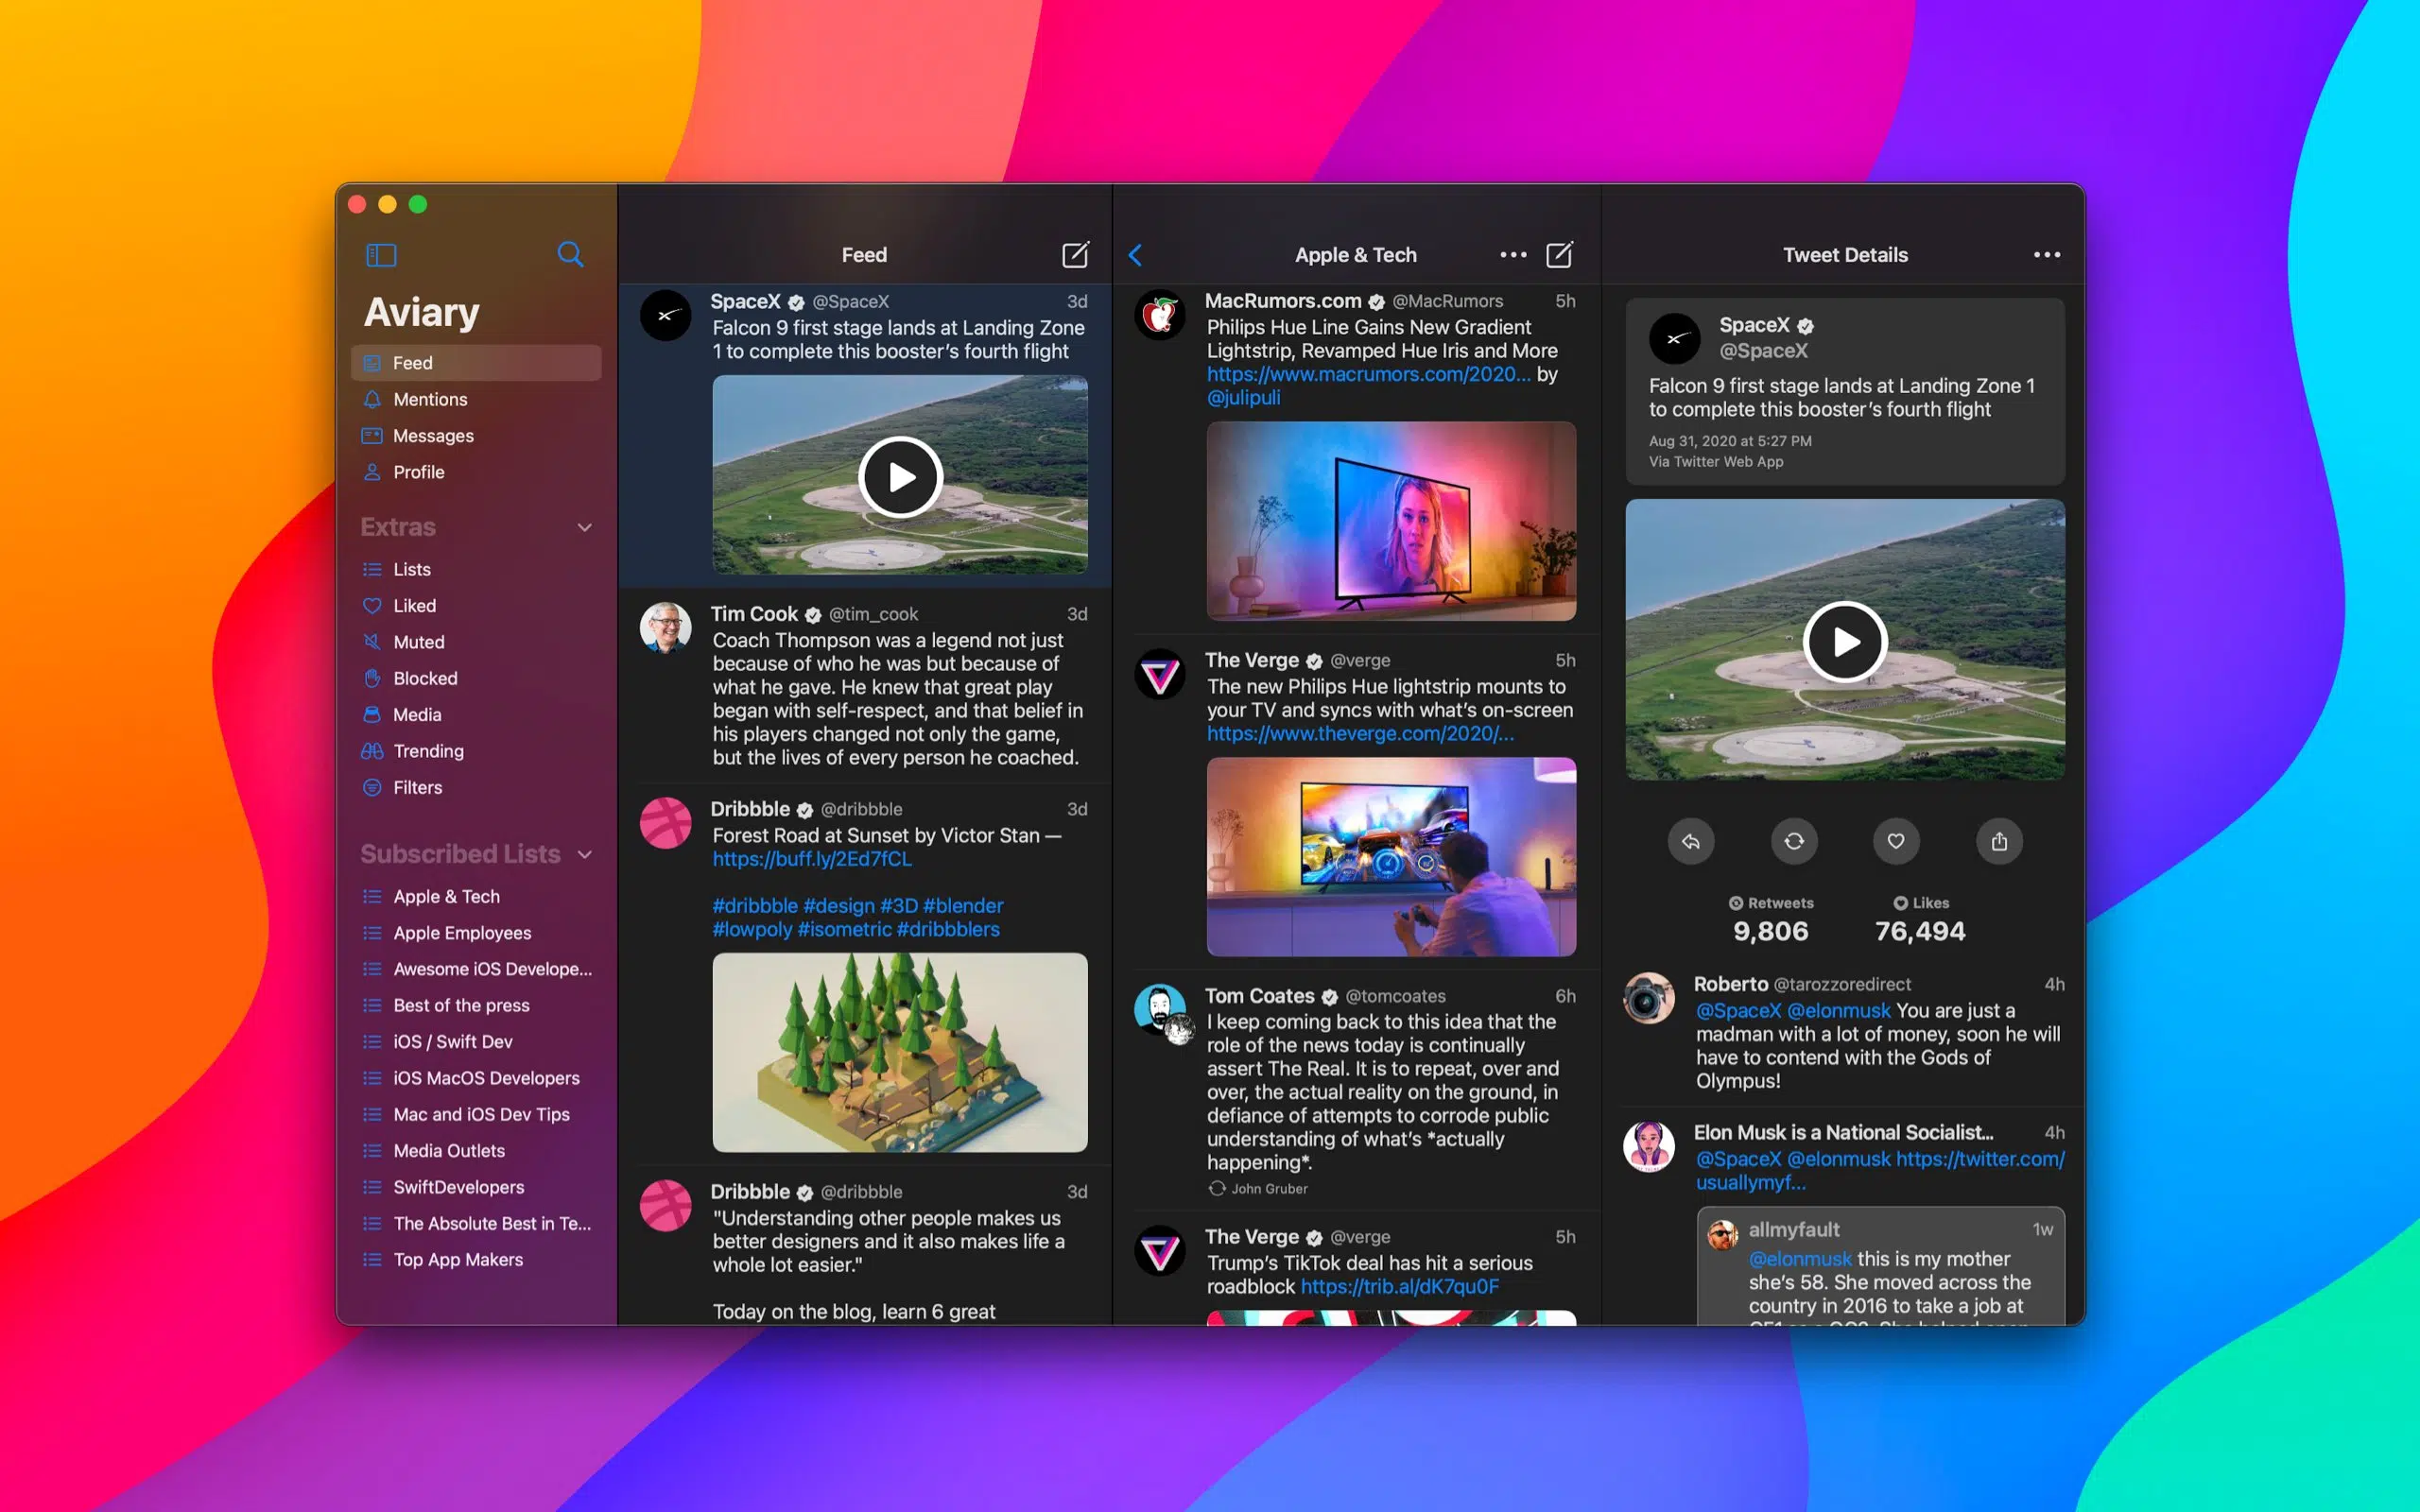 Aviary
Feed
Mentions
Messages
Profile
Extras
Lists
Liked
Muted
Blocked
Media
Trending
Filters
Subscribed Lists
Apple & Tech
Apple Employees
Awesome iOS Develope...
Best of the press
iOS / Swift Dev
iOS MacOS Developers
Mac and iOS Dev Tips
Media Outlets
SwiftDevelopers
The Absolute Best in Te...
Top App Makers
Feed
SpaceX @SpaceX 3d
Falcon 9 first stage lands at Landing Zone
1 to complete this booster’s fourth flight
Tim Cook @tim_cook 3d
Coach Thompson was a legend not just
because of who he was but because of
what he gave. He knew that great play
began with self-respect, and that belief in
his players changed not only the game,
but the lives of every person he coached.
Dribbble @dribbble 3d
Forest Road at Sunset by Victor Stan —
https://buff.ly/2Ed7fCL
#dribbble #design #3D #blender
#lowpoly #isometric #dribbblers
Dribbble @dribbble 3d
"Understanding other people makes us
better designers and it also makes life a
whole lot easier."
Today on the blog, learn 6 great
Apple & Tech
MacRumors.com @MacRumors 5h
Philips Hue Line Gains New Gradient
Lightstrip, Revamped Hue Iris and More
https://www.macrumors.com/2020... by
@julipuli
The Verge @verge 5h
The new Philips Hue lightstrip mounts to
your TV and syncs with what’s on-screen
https://www.theverge.com/2020/...
Tom Coates @tomcoates 6h
I keep coming back to this idea that the
role of the news today is continually
assert The Real. It is to repeat, over and
over, the actual reality on the ground, in
defiance of attempts to corrode public
understanding of what’s *actually
happening*.
John Gruber
The Verge @verge 5h
Trump’s TikTok deal has hit a serious
roadblock https://trib.al/dK7qu0F
Tweet Details
SpaceX
@SpaceX
Falcon 9 first stage lands at Landing Zone 1
to complete this booster’s fourth flight
Aug 31, 2020 at 5:27 PM
Via Twitter Web App
Retweets Likes
9,806 76,494
Roberto @tarozzoredirect 4h
@SpaceX @elonmusk You are just a
madman with a lot of money, soon he will
have to contend with the Gods of
Olympus!
Elon Musk is a National Socialist... 4h
@SpaceX @elonmusk https://twitter.com/
usuallymyf...
allmyfault 1w
@elonmusk this is my mother
she’s 58. She moved across the
country in 2016 to take a job at